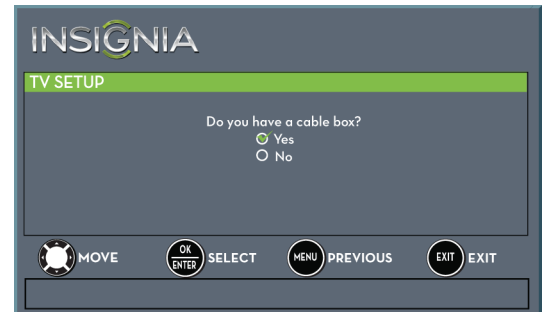 INSIGNIA
TV SETUP
Do you have a cable box?
Yes
No
MOVE OK ENTER SELECT MENU PREVIOUS EXIT EXIT